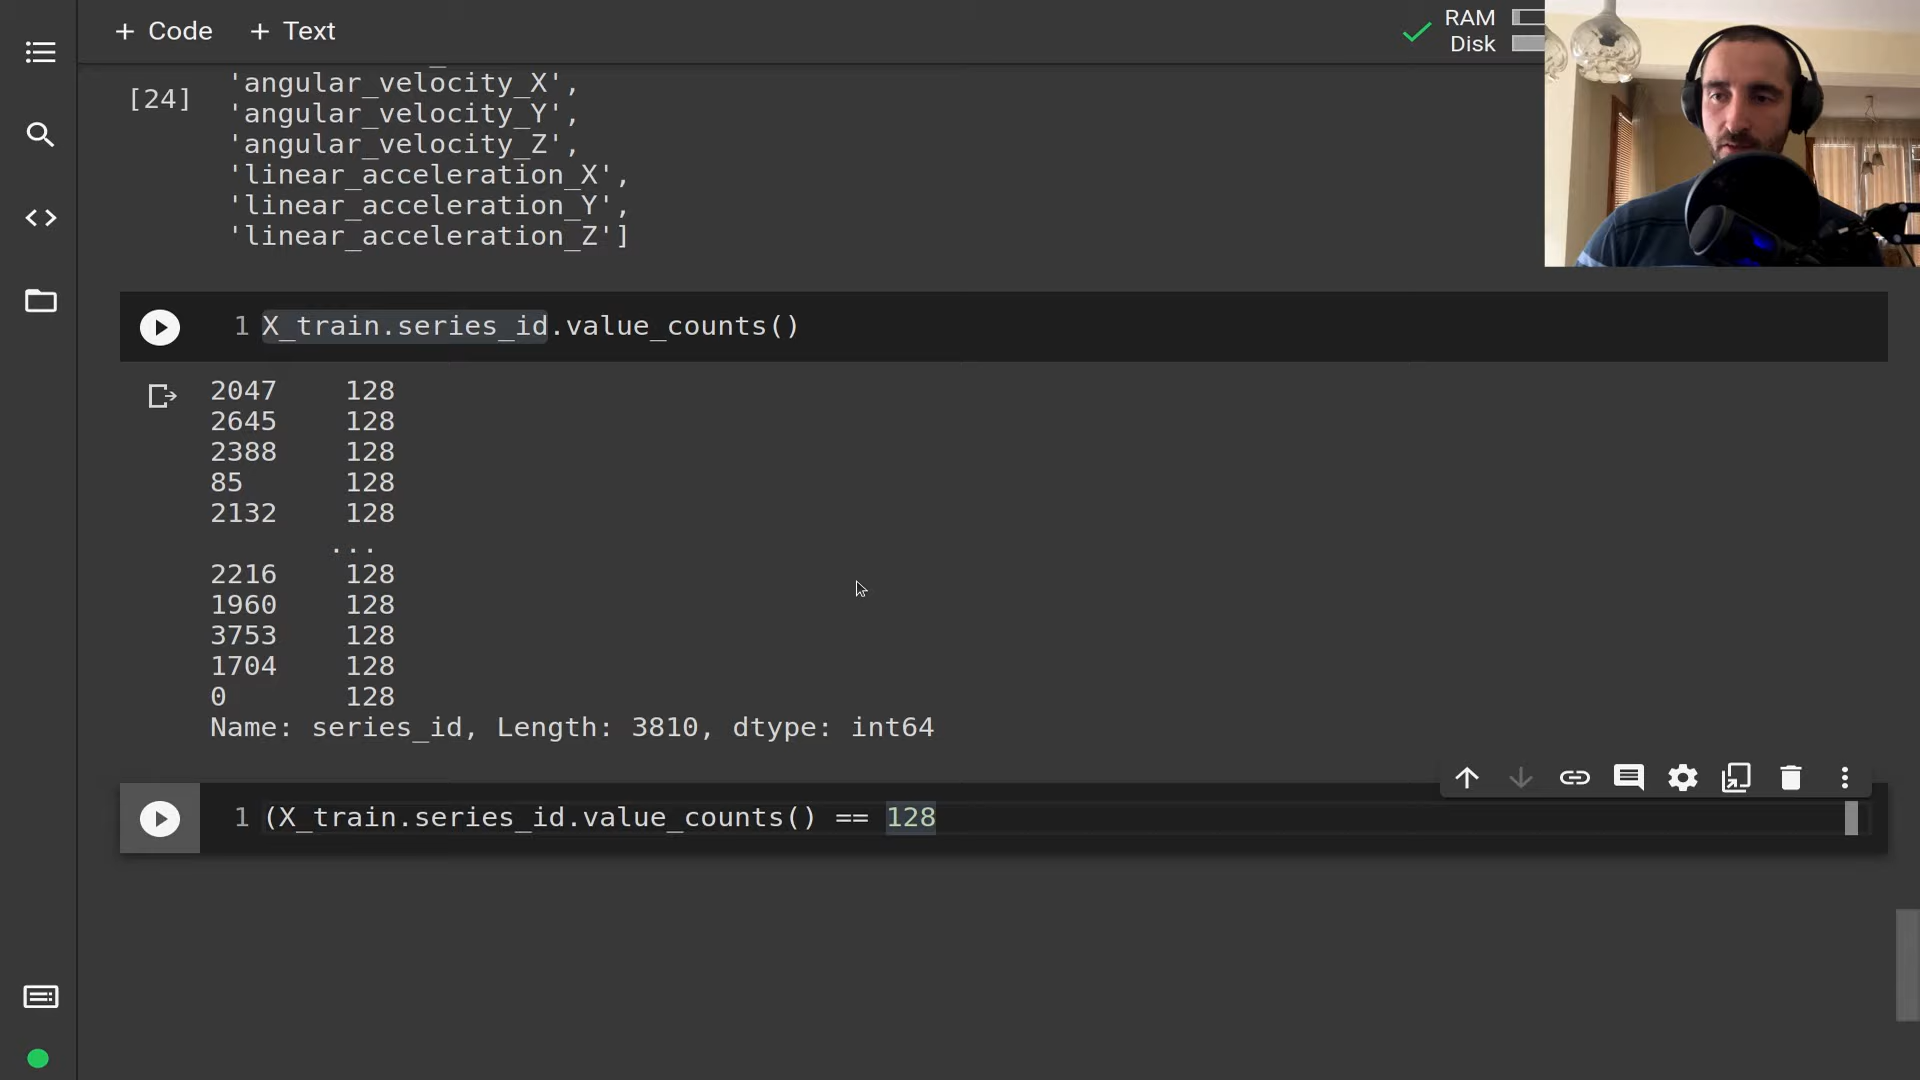 + Code + Text
RAM
Disk
[24]
'angular_velocity_X',
'angular_velocity_Y',
'angular_velocity_Z',
'linear_acceleration_X',
'linear_acceleration_Y',
'linear_acceleration_Z']
1 X_train.series_id.value_counts()
2047 128
2645 128
2388 128
85 128
2132 128
...
2216 128
1960 128
3753 128
1704 128
0 128
Name: series_id, Length: 3810, dtype: int64
1 (X_train.series_id.value_counts() == 128